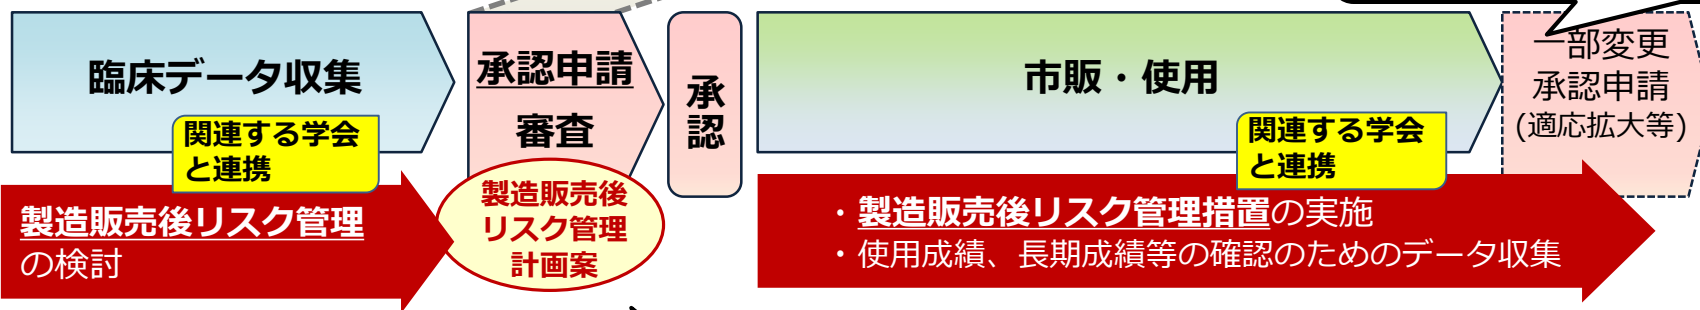 臨床データ収集
関連する学会
と連携
製造販売後リスク管理
の検討
承認申請
審査
製造販売後
リスク管理
計画案
承
認
市販・使用
関連する学会
と連携
・製造販売後リスク管理措置の実施
・使用成績、長期成績等の確認のためのデータ収集
一部変更
承認申請
(適応拡大等)